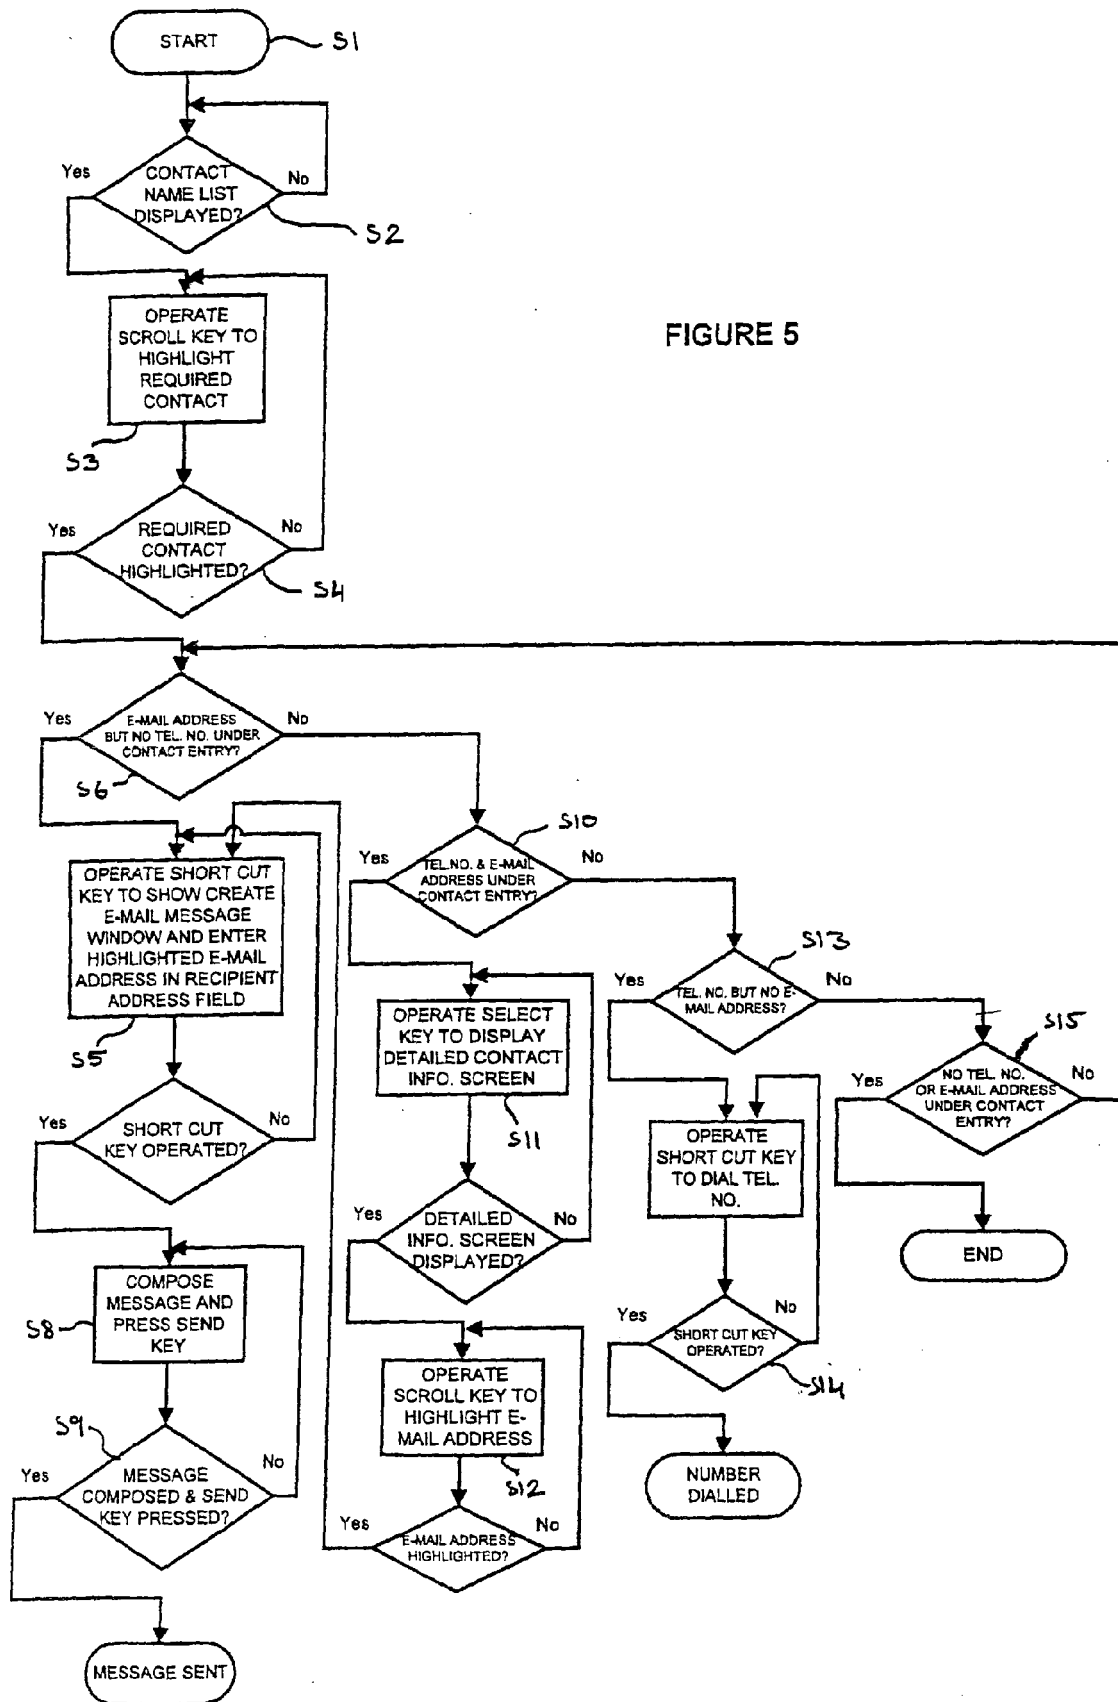 START
S1
Yes
CONTACT
NAME LIST
DISPLAYED?
No
S2
OPERATE
SCROLL KEY TO
HIGHLIGHT
REQUIRED
CONTACT
FIGURE 5
S3
Yes
REQUIRED
CONTACT
HIGHLIGHTED?
No
S4
Yes
E-MAIL ADDRESS
BUT NO TEL. NO. UNDER
CONTACT ENTRY?
No
S6
OPERATE SHORT CUT
KEY TO SHOW CREATE
E-MAIL MESSAGE
WINDOW AND ENTER
HIGHLIGHTED E-MAIL
ADDRESS IN RECIPIENT
ADDRESS FIELD
S5
Yes
SHORT CUT
KEY OPERATED?
No
COMPOSE
MESSAGE AND
PRESS SEND
KEY
S8
S9
Yes
MESSAGE
COMPOSED & SEND
KEY PRESSED?
No
MESSAGE SENT
S10
Yes
TEL.NO. & E-MAIL
ADDRESS UNDER
CONTACT ENTRY?
No
OPERATE SELECT
KEY TO DISPLAY
DETAILED CONTACT
INFO. SCREEN
S11
Yes
DETAILED
INFO. SCREEN
DISPLAYED?
No
OPERATE
SCROLL KEY TO
HIGHLIGHT E-
MAIL ADDRESS
S12
Yes
E-MAIL ADDRESS
HIGHLIGHTED?
No
S13
Yes
TEL. NO. BUT NO E-
MAIL ADDRESS?
No
OPERATE
SHORT CUT KEY
TO DIAL TEL.
NO.
Yes
SHORT CUT KEY
OPERATED?
No
S14
NUMBER
DIALLED
S15
Yes
NO TEL. NO.
OR E-MAIL ADDRESS
UNDER CONTACT
ENTRY?
No
END